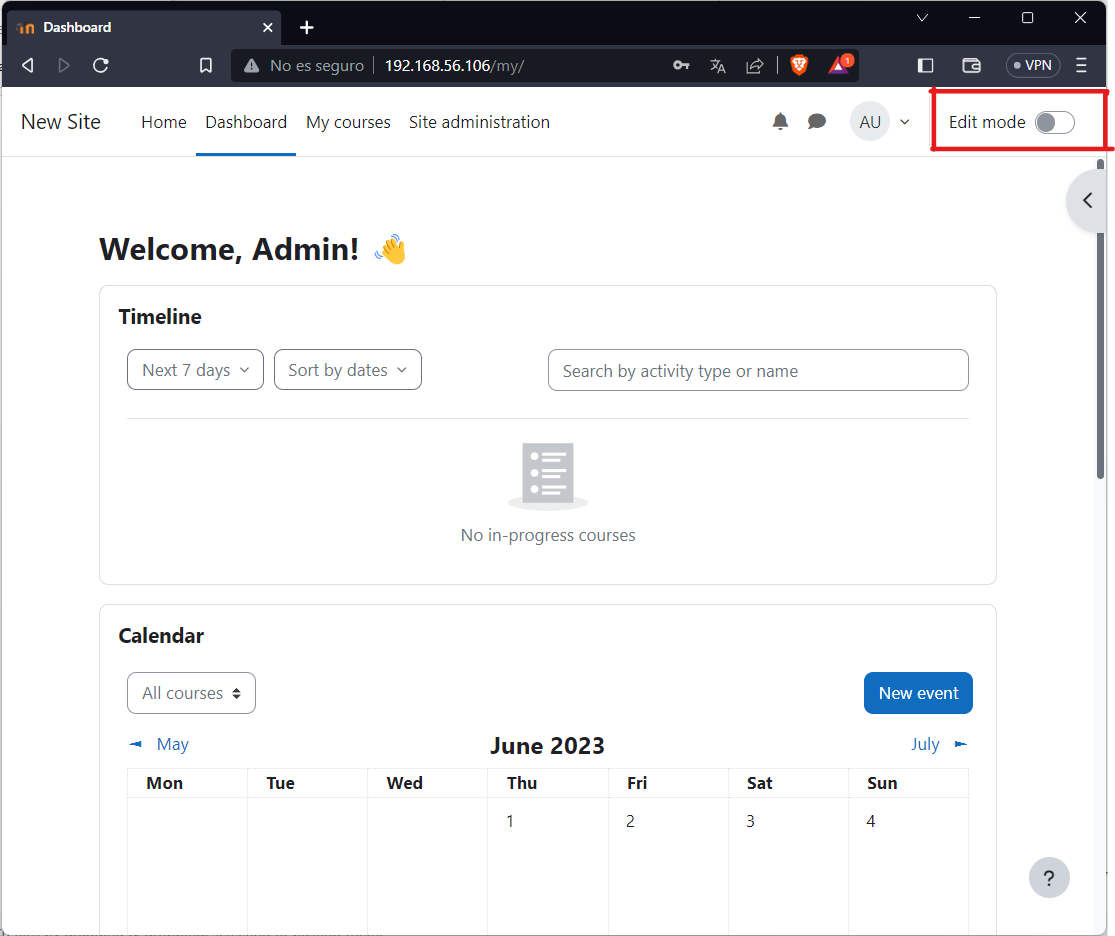 Dashboard
No es seguro 192.168.56.106/my/ 1 VPN
New Site Home Dashboard My courses Site administration AU Edit mode
Welcome, Admin! 👋
Timeline
Next 7 days Sort by dates Search by activity type or name
No in-progress courses
Calendar
All courses New event
◄ May June 2023 July ►
Mon Tue Wed Thu Fri Sat Sun
1 2 3 4
?